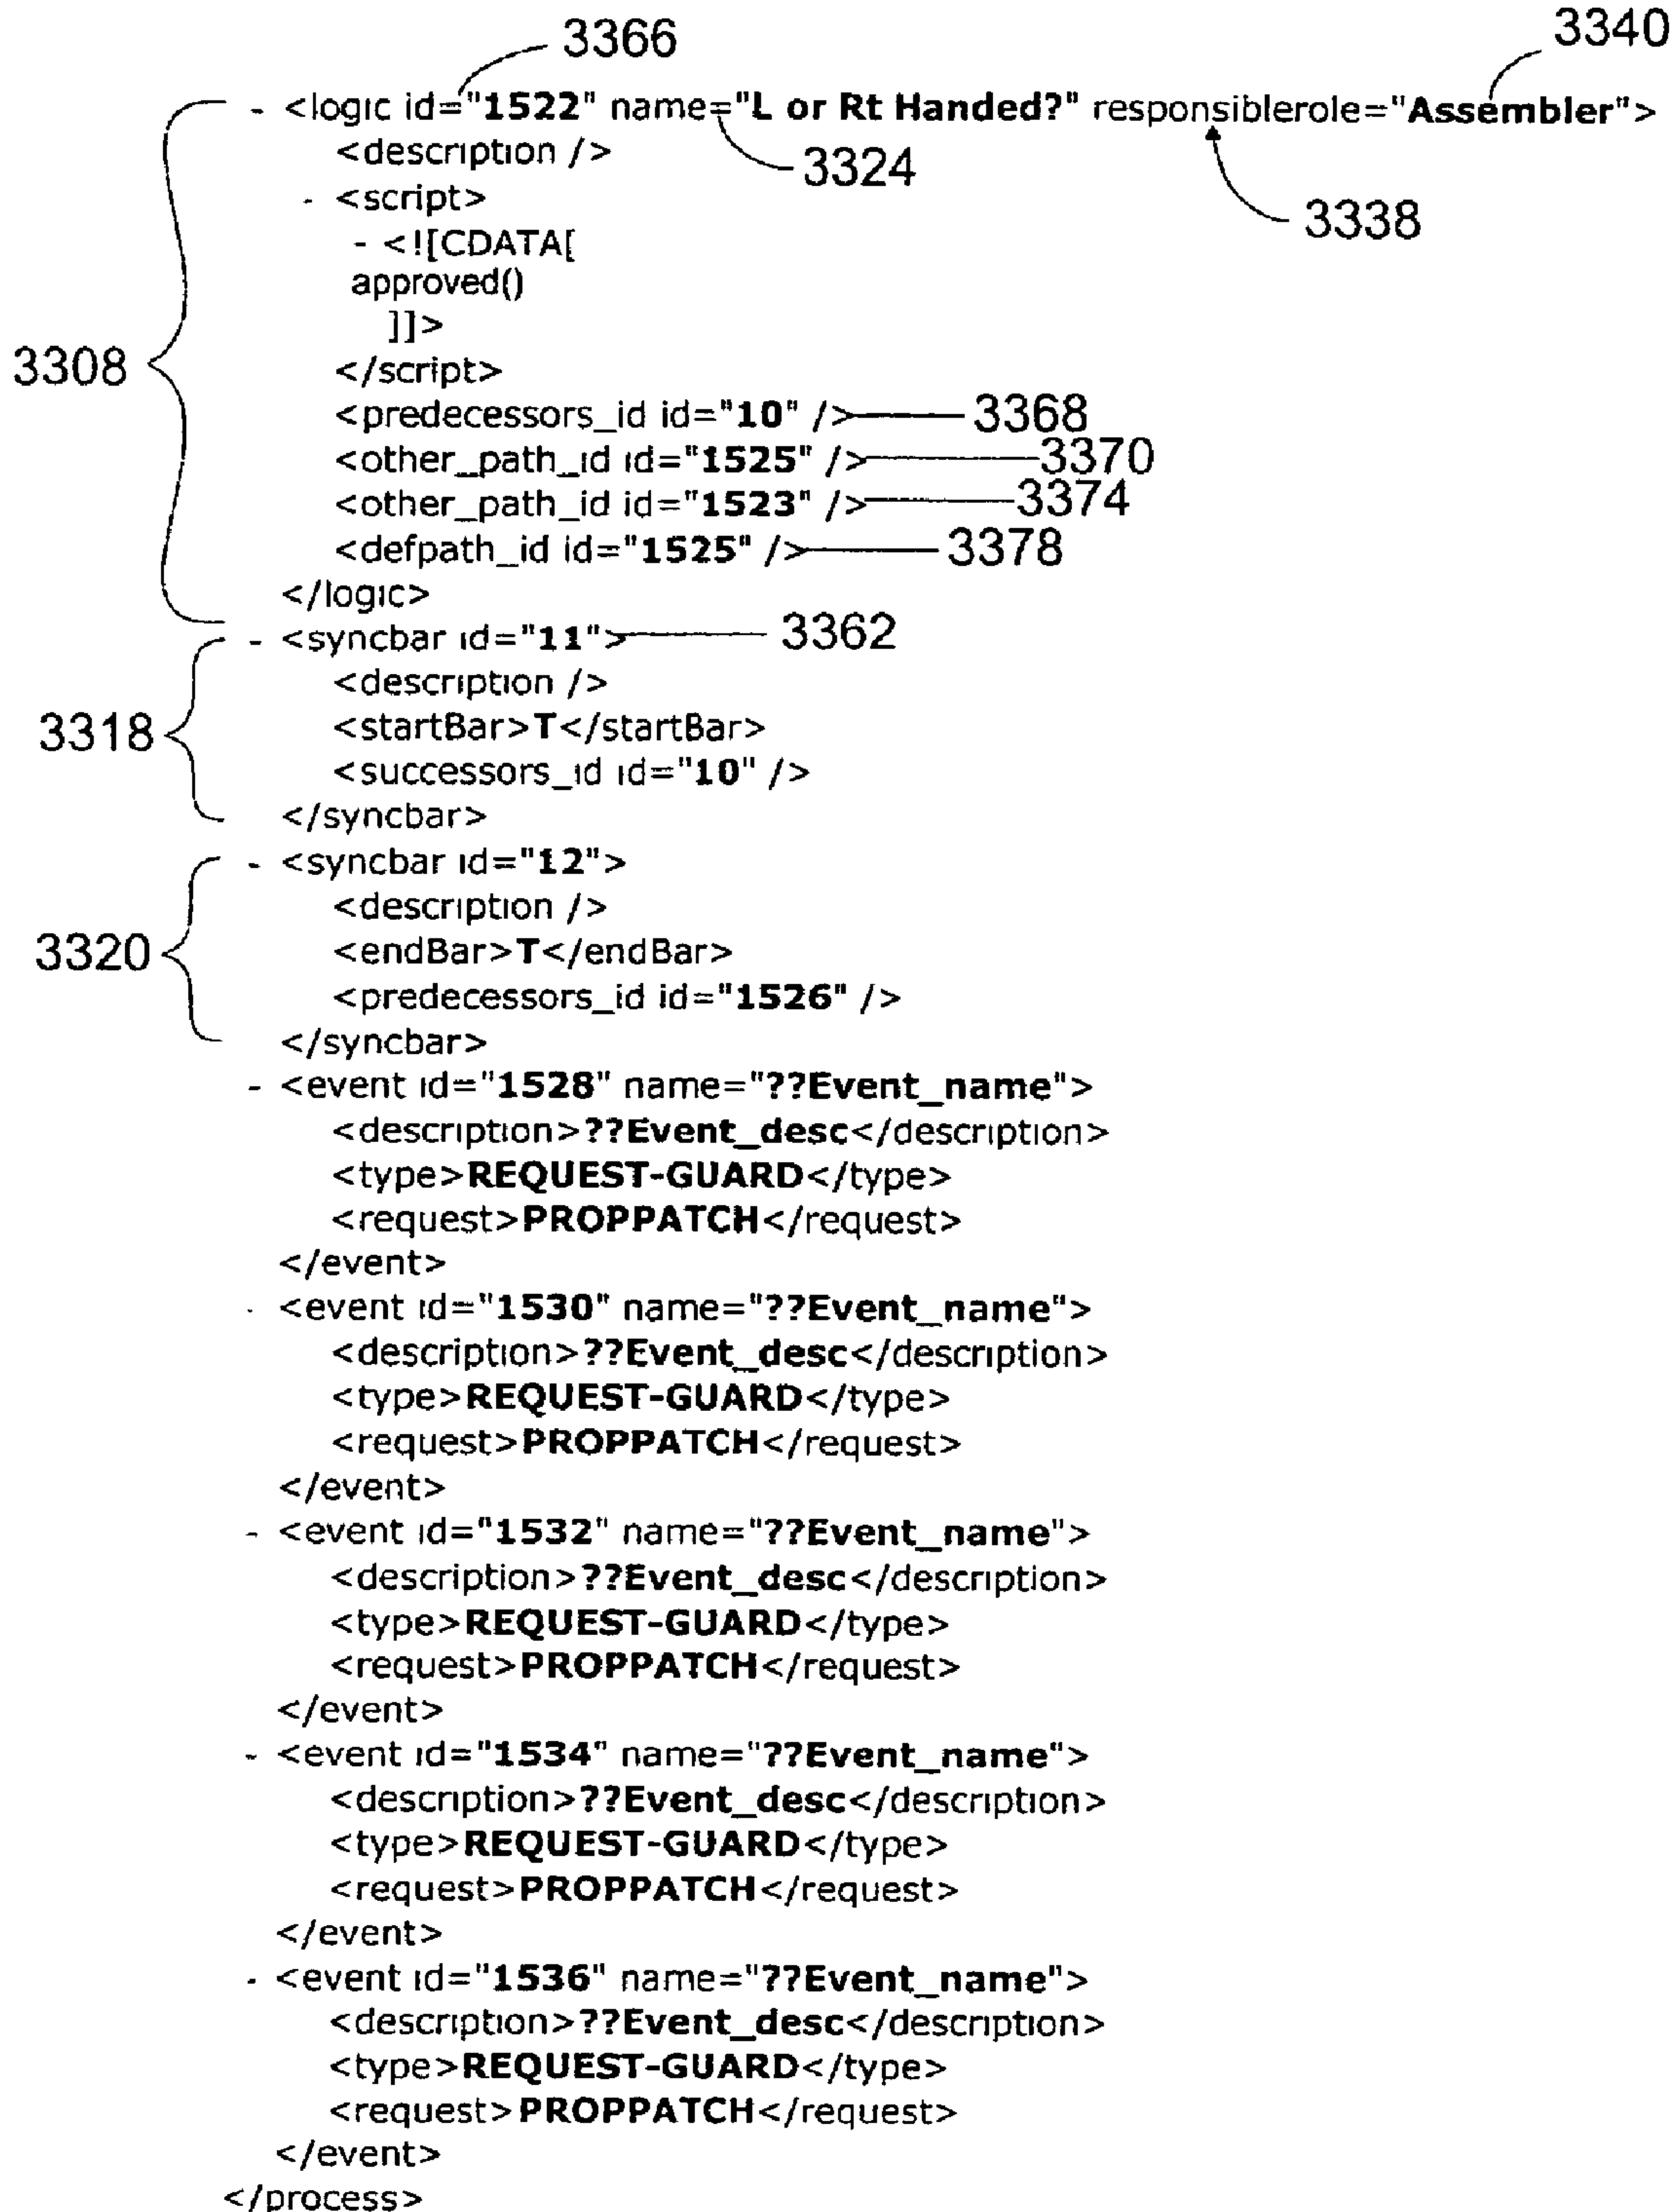 3366
3340
- <logic id="1522" name="L or Rt Handed?" responsiblerole="Assembler">
<description />
3324
- <script>
3338
- <![CDATA[
approved()
]]>
3308
</script>
<predecessors_id id="10" /> 3368
<other_path_id id="1525" /> 3370
<other_path_id id="1523" /> 3374
<defpath_id id="1525" /> 3378
</logic>
- <syncbar id="11"> 3362
<description />
3318 <startBar>T</startBar>
<successors_id id="10" />
</syncbar>
- <syncbar id="12">
<description />
3320 <endBar>T</endBar>
<predecessors_id id="1526" />
</syncbar>
- <event id="1528" name="??Event_name">
<description>??Event_desc</description>
<type>REQUEST-GUARD</type>
<request>PROPPATCH</request>
</event>
- <event id="1530" name="??Event_name">
<description>??Event_desc</description>
<type>REQUEST-GUARD</type>
<request>PROPPATCH</request>
</event>
- <event id="1532" name="??Event_name">
<description>??Event_desc</description>
<type>REQUEST-GUARD</type>
<request>PROPPATCH</request>
</event>
- <event id="1534" name="??Event_name">
<description>??Event_desc</description>
<type>REQUEST-GUARD</type>
<request>PROPPATCH</request>
</event>
- <event id="1536" name="??Event_name">
<description>??Event_desc</description>
<type>REQUEST-GUARD</type>
<request>PROPPATCH</request>
</event>
</process>